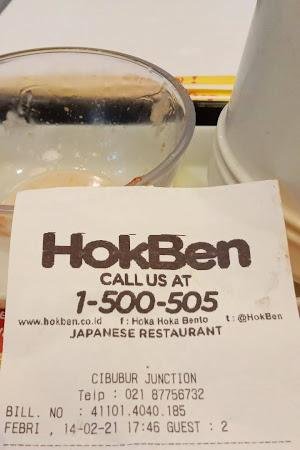 HokBen
CALL US AT
1-500-505
www.hokben.co.id f : Hoka Hoka Bento t : @HokBen
JAPANESE RESTAURANT
CIBUBUR JUNCTION
Telp : 021 87756732
BILL. NO : 41101.4040.185
FEBRI , 14-02-21 17:46 GUEST : 2